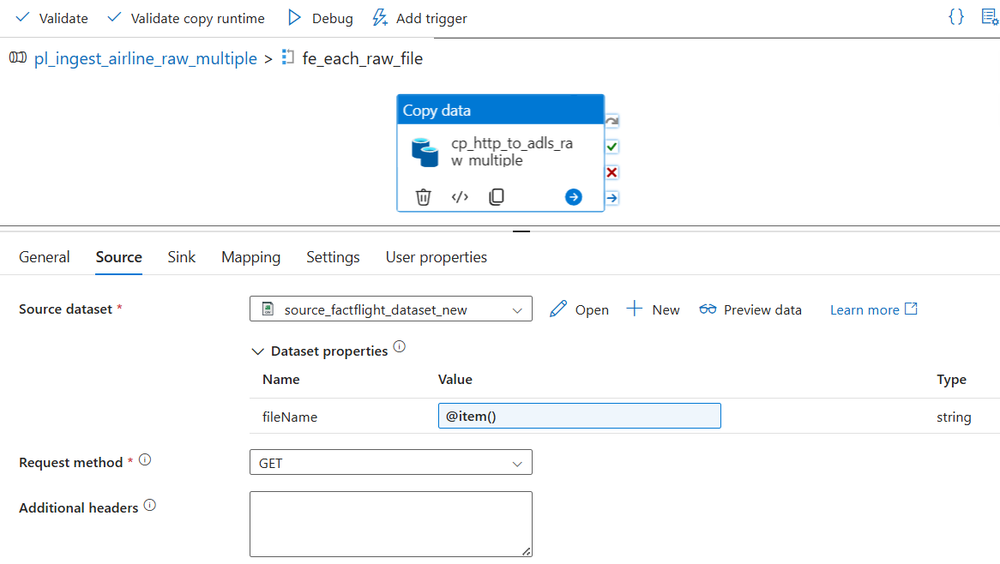 Validate Validate copy runtime Debug Add trigger {}
pl_ingest_airline_raw_multiple > fe_each_raw_file
Copy data
cp_http_to_adls_ra
w_multiple
</>
General Source Sink Mapping Settings User properties
Source dataset * source_factflight_dataset_new Open New Preview data Learn more
Dataset properties
Name Value Type
fileName @item() string
Request method * GET
Additional headers